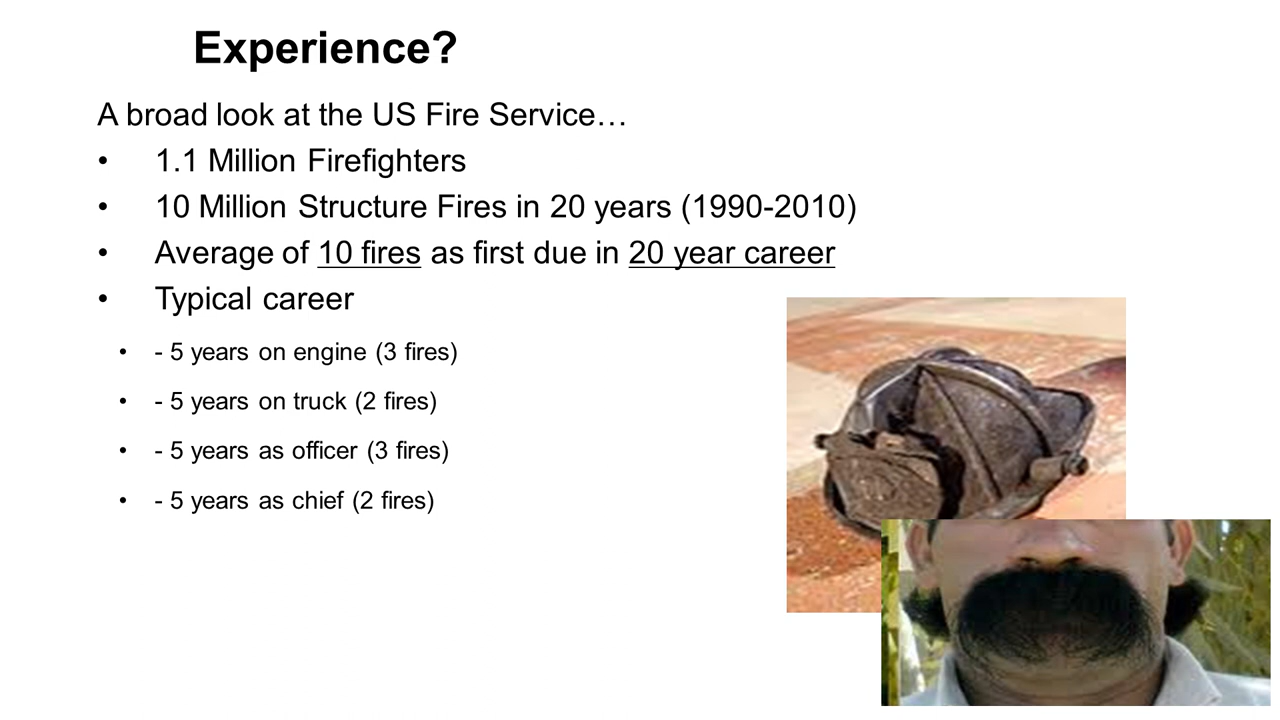 Experience?
A broad look at the US Fire Service…
• 1.1 Million Firefighters
• 10 Million Structure Fires in 20 years (1990-2010)
• Average of 10 fires as first due in 20 year career
• Typical career
• - 5 years on engine (3 fires)
• - 5 years on truck (2 fires)
• - 5 years as officer (3 fires)
• - 5 years as chief (2 fires)